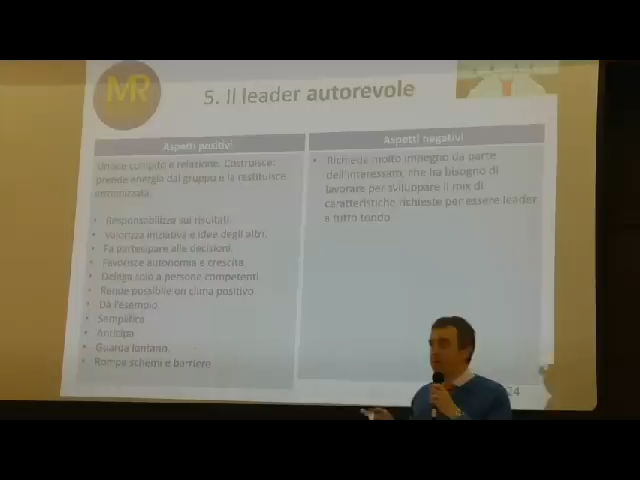 MR
5. Il leader autorevole
Aspetti positivi
Unisce compito e relazione. Costruisce:
prende energia dal gruppo e la restituisce
armonizzata.
• Responsabilizza sui risultati.
• Valorizza iniziativa e idee degli altri.
• Fa partecipare alle decisioni.
• Favorisce autonomia e crescita.
• Delega solo a persone competenti
• Rende possibile un clima positivo
• Da l'esempio
• Semplifica
• Anticipa
• Guarda lontano.
• Rompe schemi e barriere
Aspetti negativi
• Richiede molto impegno da parte
dell'interessato, che ha bisogno di
lavorare per sviluppare il mix di
caratteristiche richieste per essere leader
a tutto tondo
24